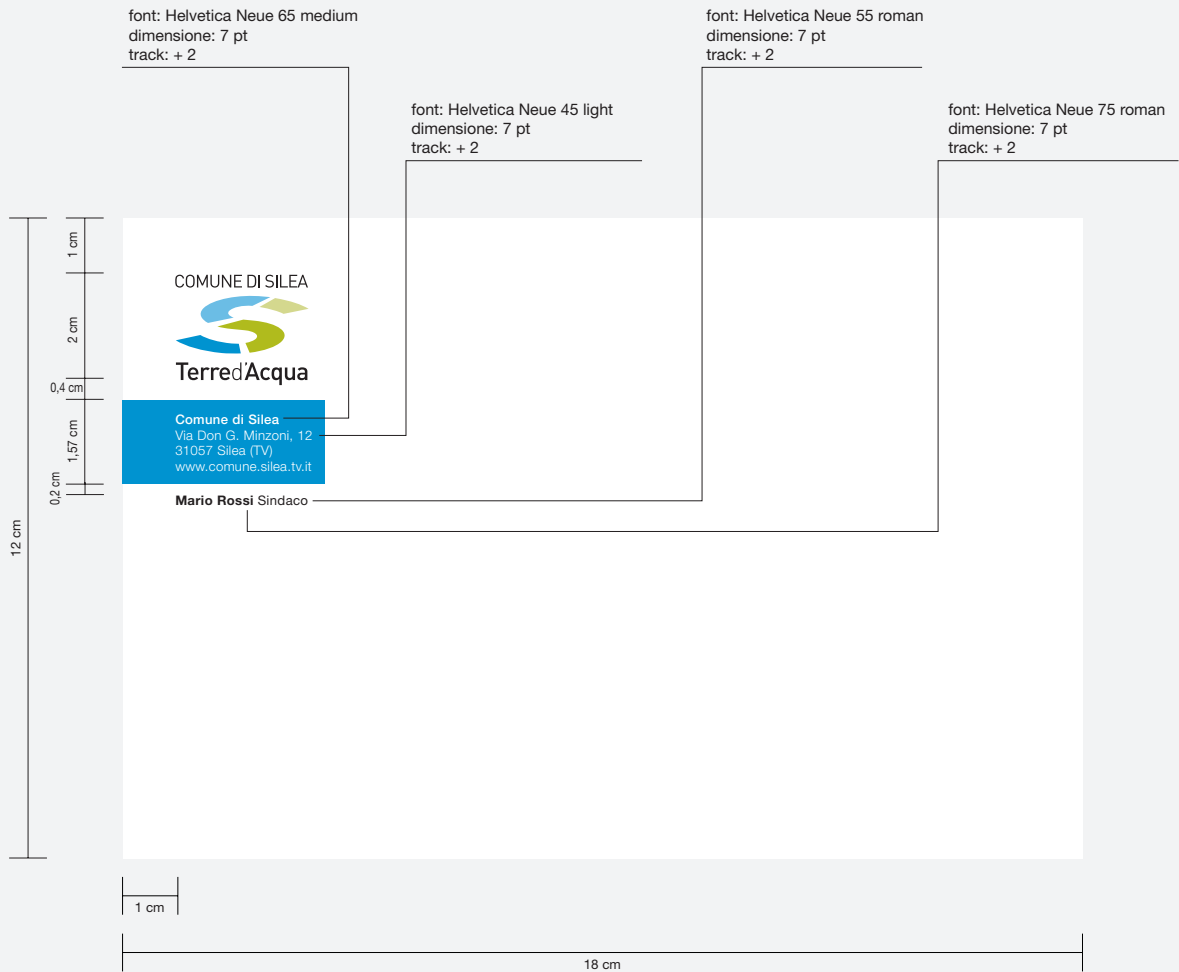 font: Helvetica Neue 65 medium
dimensione: 7 pt
track: + 2
font: Helvetica Neue 55 roman
dimensione: 7 pt
track: + 2
font: Helvetica Neue 45 light
dimensione: 7 pt
track: + 2
font: Helvetica Neue 75 roman
dimensione: 7 pt
track: + 2
1 cm
2 cm
0,4 cm
1,57 cm
0,2 cm
12 cm
COMUNE DI SILEA
Terred'Acqua
Comune di Silea
Via Don G. Minzoni, 12
31057 Silea (TV)
www.comune.silea.tv.it
Mario Rossi Sindaco
1 cm
18 cm